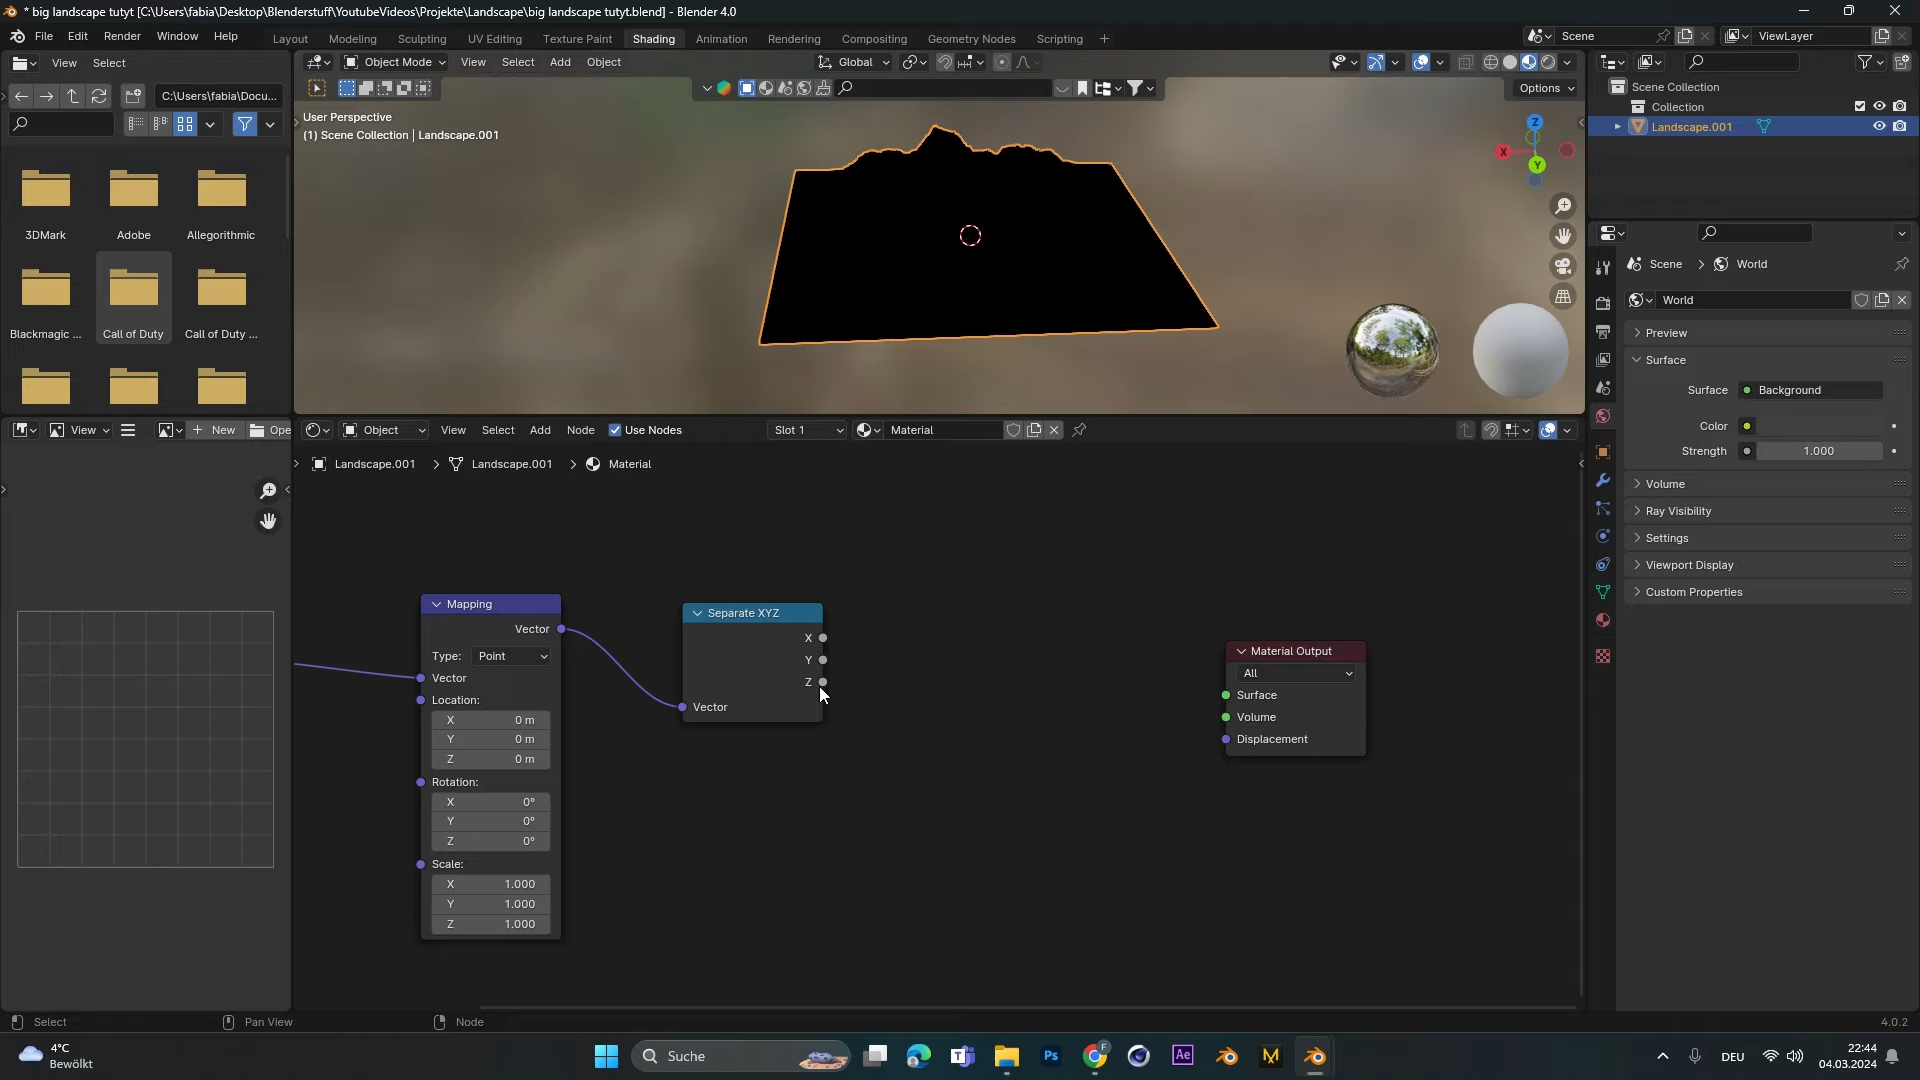 * big landscape tutyt [C:\Users\fabia\Desktop\Blenderstuff\YoutubeVideos\Projekte\Landscape\big landscape tutyt.blend] - Blender 4.0
File Edit Render Window Help
Layout Modeling Sculpting UV Editing Texture Paint Shading Animation Rendering Compositing Geometry Nodes Scripting +
Scene
ViewLayer
View Select
Object Mode View Select Add Object
Global
Options
C:\Users\fabia\Docu...
User Perspective
(1) Scene Collection | Landscape.001
Z
X
Y
Scene Collection
Collection
Landscape.001
3DMark Adobe Allegorithmic
Blackmagic ... Call of Duty Call of Duty ...
Scene > World
World
Preview
Surface
Surface Background
Color
Strength 1.000
Volume
Ray Visibility
Settings
Viewport Display
Custom Properties
View
New
Ope
Object View Select Add Node Use Nodes Slot 1 Material
Landscape.001 > Landscape.001 > Material
Mapping
Vector
Type: Point
Vector
Location:
X 0 m
Y 0 m
Z 0 m
Rotation:
X 0°
Y 0°
Z 0°
Scale:
X 1.000
Y 1.000
Z 1.000
Separate XYZ
X
Y
Z
Vector
Material Output
All
Surface
Volume
Displacement
Select Pan View Node 4.0.2
4°C
Bewölkt
Suche
F
Ps
Ae
M
DEU
22:44
04.03.2024